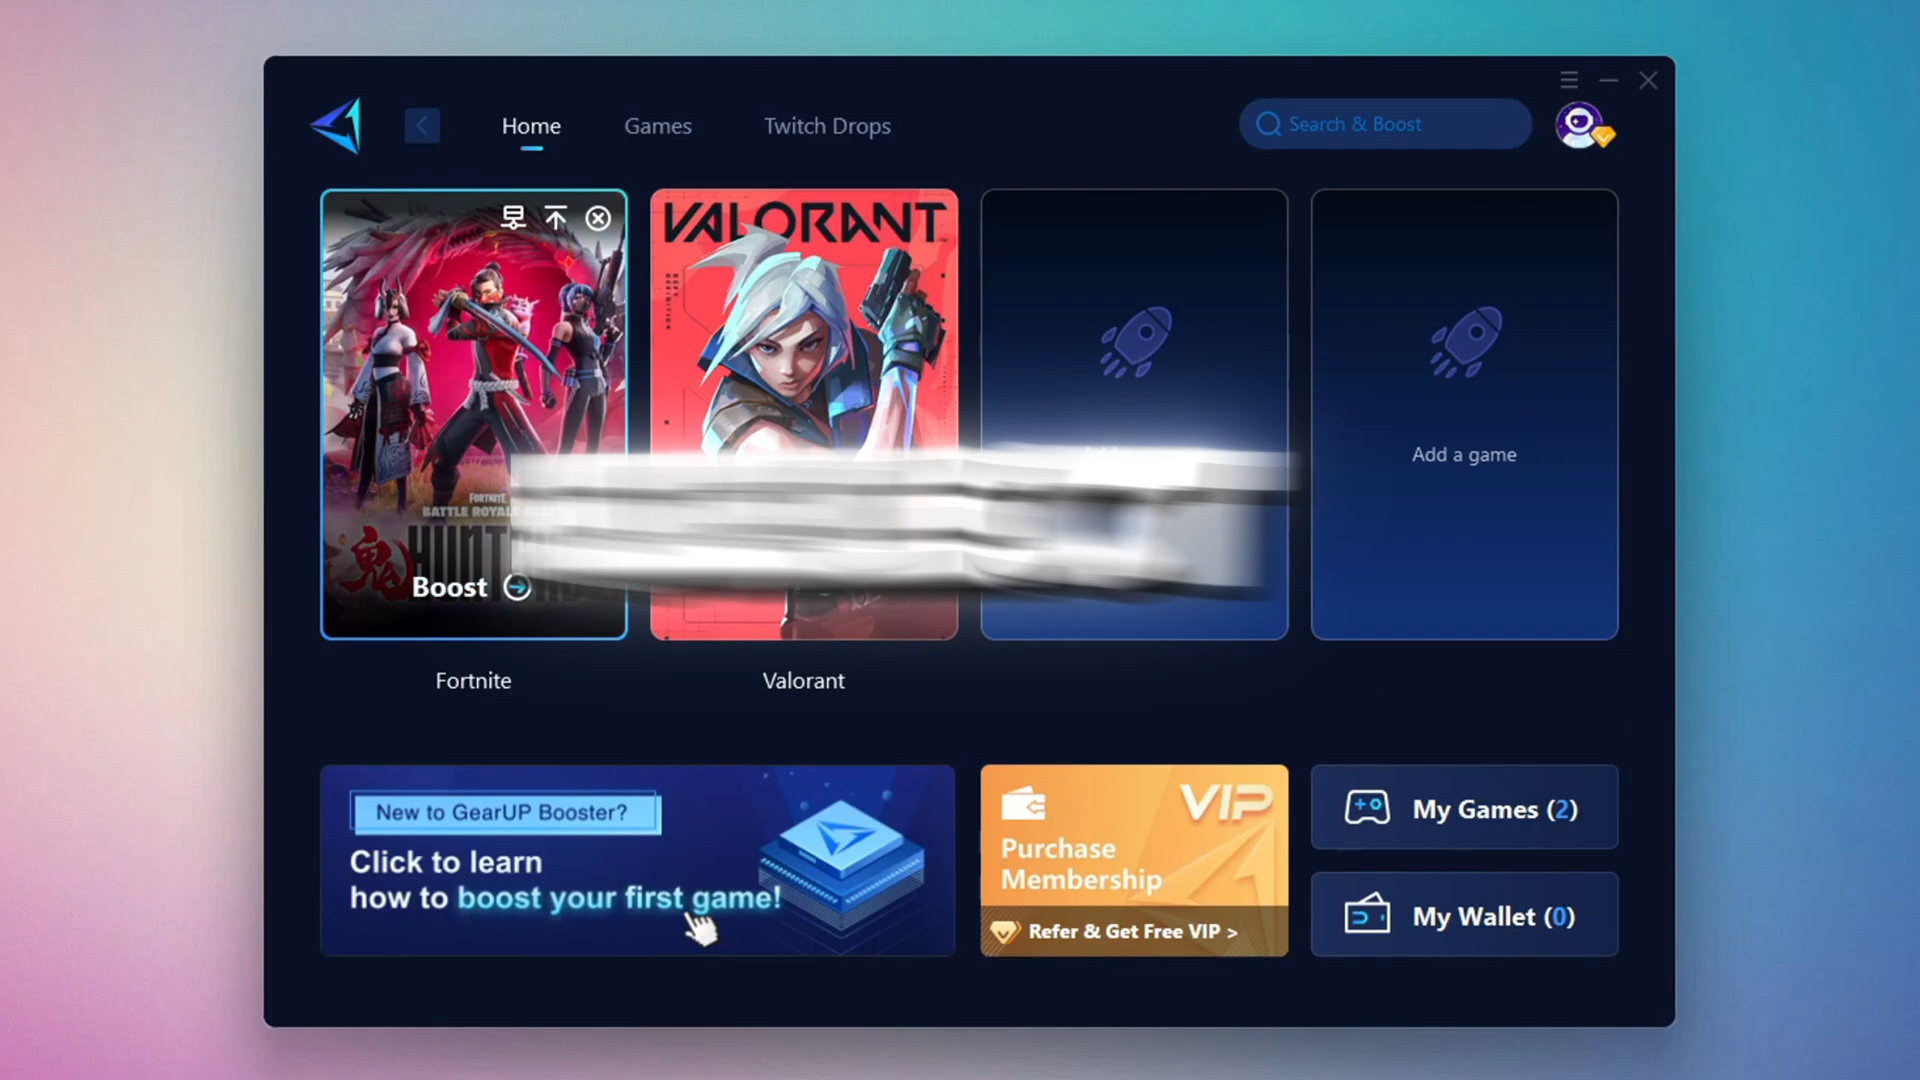 Home
Games
Twitch Drops
Search & Boost
VALORANT
FORTNITE
BATTLE ROYALE
Boost
Add a game
Fortnite
Valorant
New to GearUP Booster?
Click to learn
how to boost your first game!
VIP
Purchase
Membership
Refer & Get Free VIP >
My Games (2)
My Wallet (0)